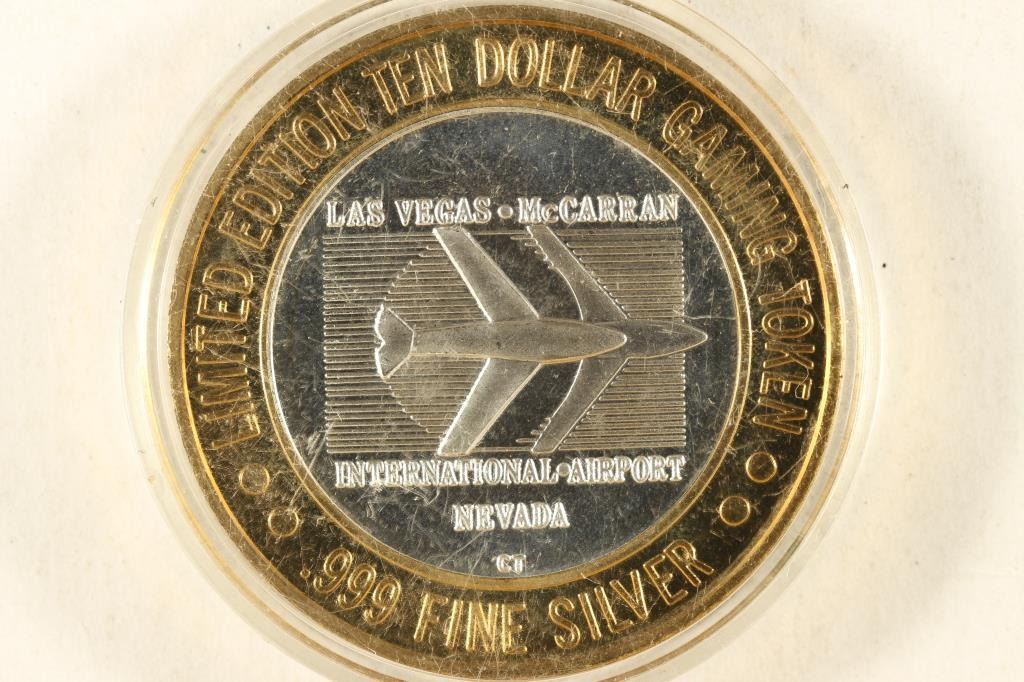 LIMITED EDITION TEN DOLLAR GAMING TOKEN
LAS VEGAS • McCARRAN
INTERNATIONAL • AIRPORT
NEVADA
CT
.999 FINE SILVER